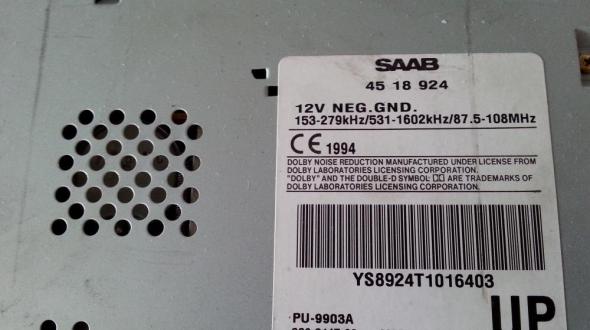 SAAB
45 18 924
12V NEG.GND.
153-279kHz/531-1602kHz/87.5-108MHz
CE 1994
DOLBY NOISE REDUCTION MANUFACTURED UNDER LICENSE FROM
DOLBY LABORATORIES LICENSING CORPORATION.
"DOLBY" AND THE DOUBLE-D SYMBOL ARE TRADEMARKS OF
DOLBY LABORATORIES LICENSING CORPORATION.
YS8924T1016403
PU-9903A
UP